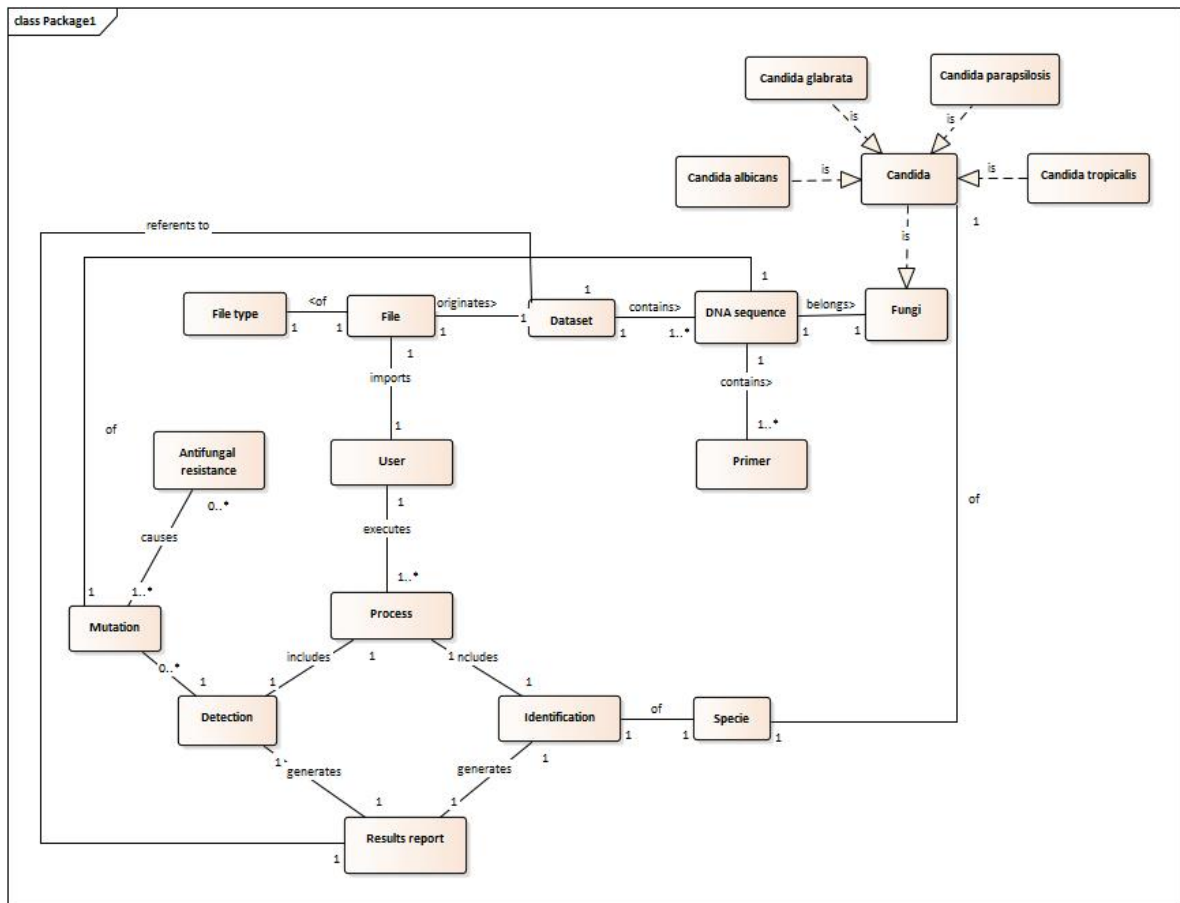 class Package1
Candida glabrata
Candida parapsilosis
is
is
Candida albicans
is
Candida
is
Candida tropicalis
1
referents to
is
1
1
File type
<of
File
originates>
Dataset
contains>
DNA sequence
belongs>
Fungi
1
1
1
1
1
1..*
1
1
1
1
imports
contains>
1
1..*
of
Antifungal
resistance
User
Primer
0..*
1
of
causes
executes
1
1..*
1..*
Process
Mutation
0..*
includes
1
1
ncludes
1
1
1
Detection
Identification
of
Specie
1
1
1
1
generates
generates
1
1
1
Results report
1